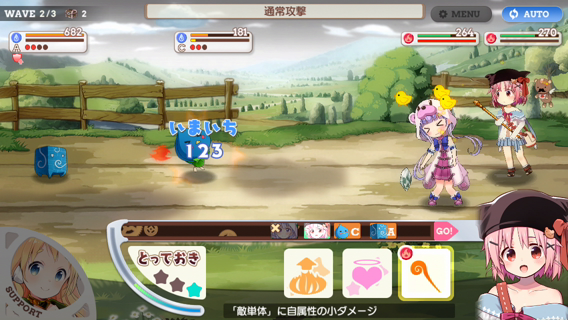 WAVE 2/3 2
通常攻撃
MENU
AUTO
682
A
181
C
264
270
いまいち
123
C A GO!
とっておき
SUPPORT
「敵単体」に自属性の小ダメージ